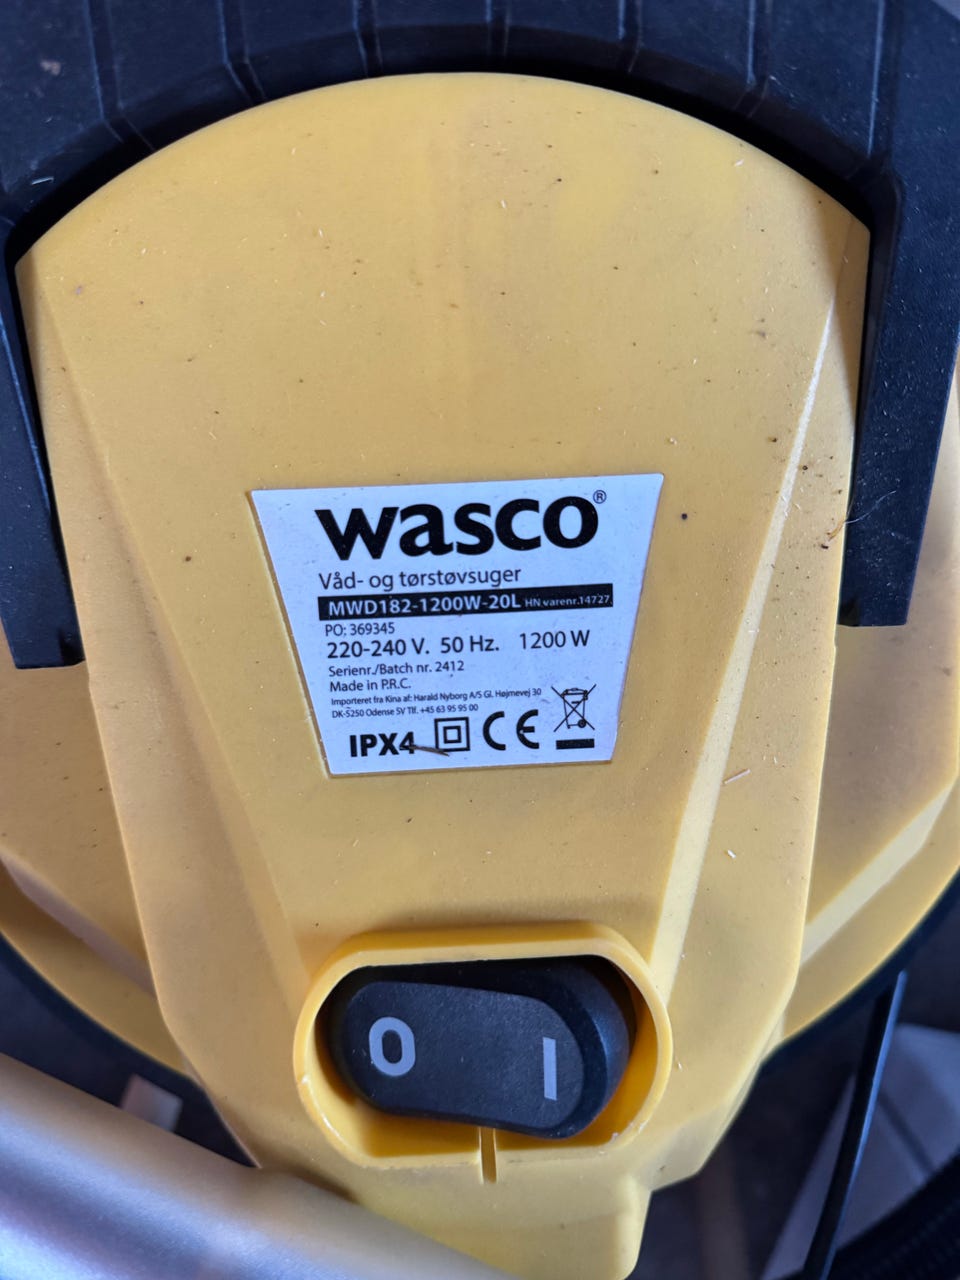 wasco®
Våd- og tørstøvsuger
MWD182-1200W-20L HN varenr.14727
PO: 369345
220-240 V. 50 Hz. 1200 W
Serienr./Batch nr. 2412
Made in P.R.C.
Importeret fra Kina af: Harald Nyborg A/S Gl. Højmevej 30
DK-5250 Odense SV Tlf. +45 63 95 95 00
IPX4 CE
O I